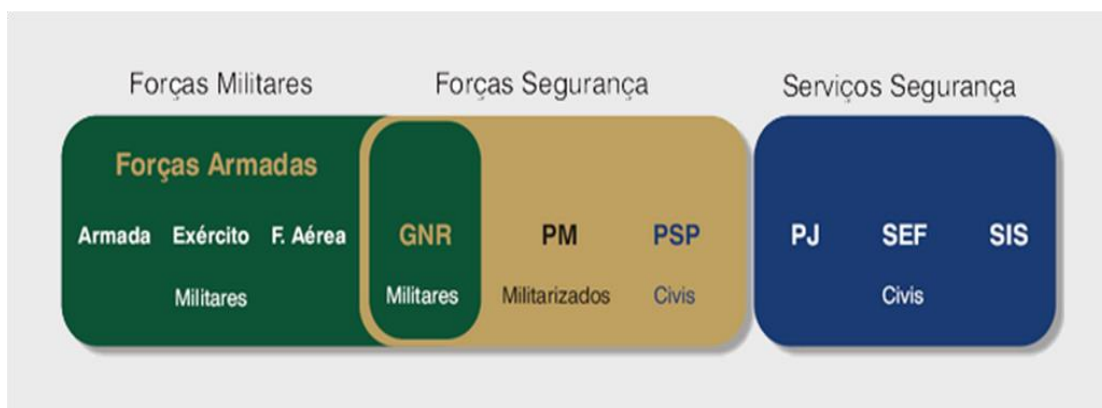 Forças Militares
Forças Segurança
Serviços Segurança
Forças Armadas
Armada Exército F. Aérea
Militares
GNR
Militares
PM
Militarizados
PSP
Civis
PJ SEF SIS
Civis